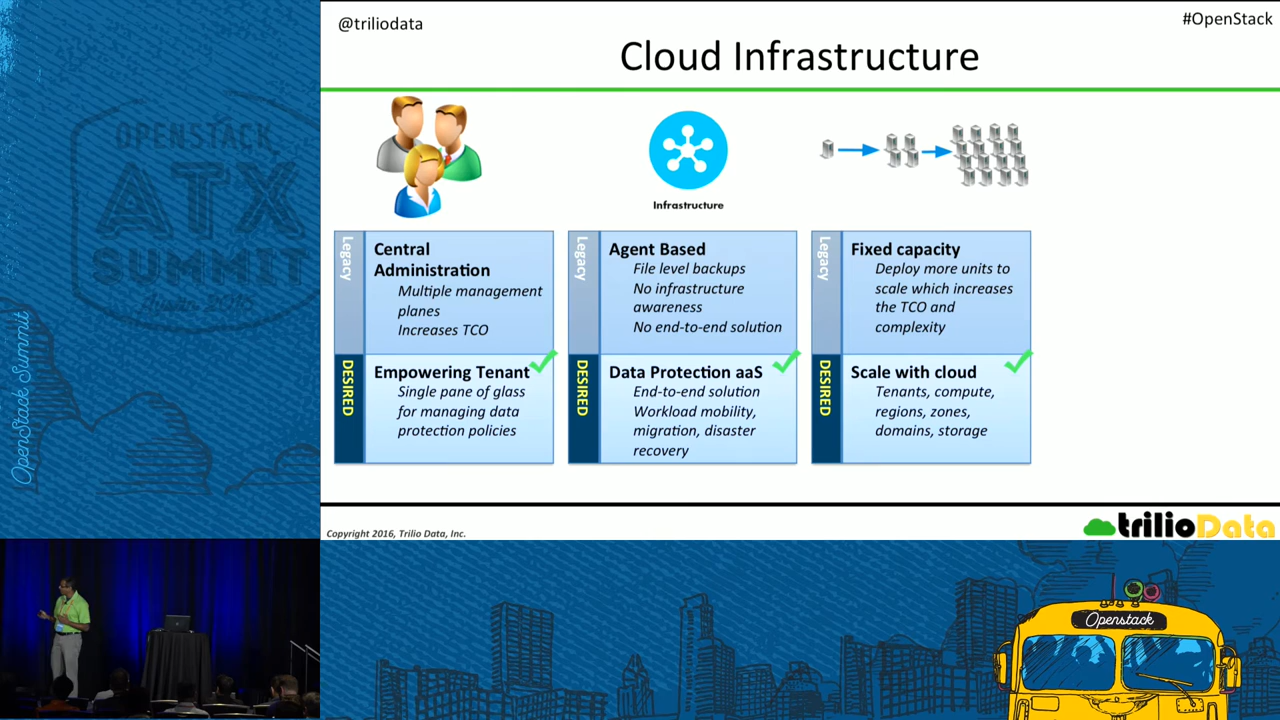 @triliodata
#OpenStack
Cloud Infrastructure
Infrastructure
Legacy
Central
Administration
Multiple management
planes
Increases TCO
DESIRED
Empowering Tenant
Single pane of glass
for managing data
protection policies
Legacy
Agent Based
File level backups
No infrastructure
awareness
No end-to-end solution
DESIRED
Data Protection aaS
End-to-end solution
Workload mobility,
migration, disaster
recovery
Legacy
Fixed capacity
Deploy more units to
scale which increases
the TCO and
complexity
DESIRED
Scale with cloud
Tenants, compute,
regions, zones,
domains, storage
Copyright 2016, Trilio Data, Inc.
trilioData
OPENSTACK
ATX
SUMMIT
OpenStack Summit
Openstack